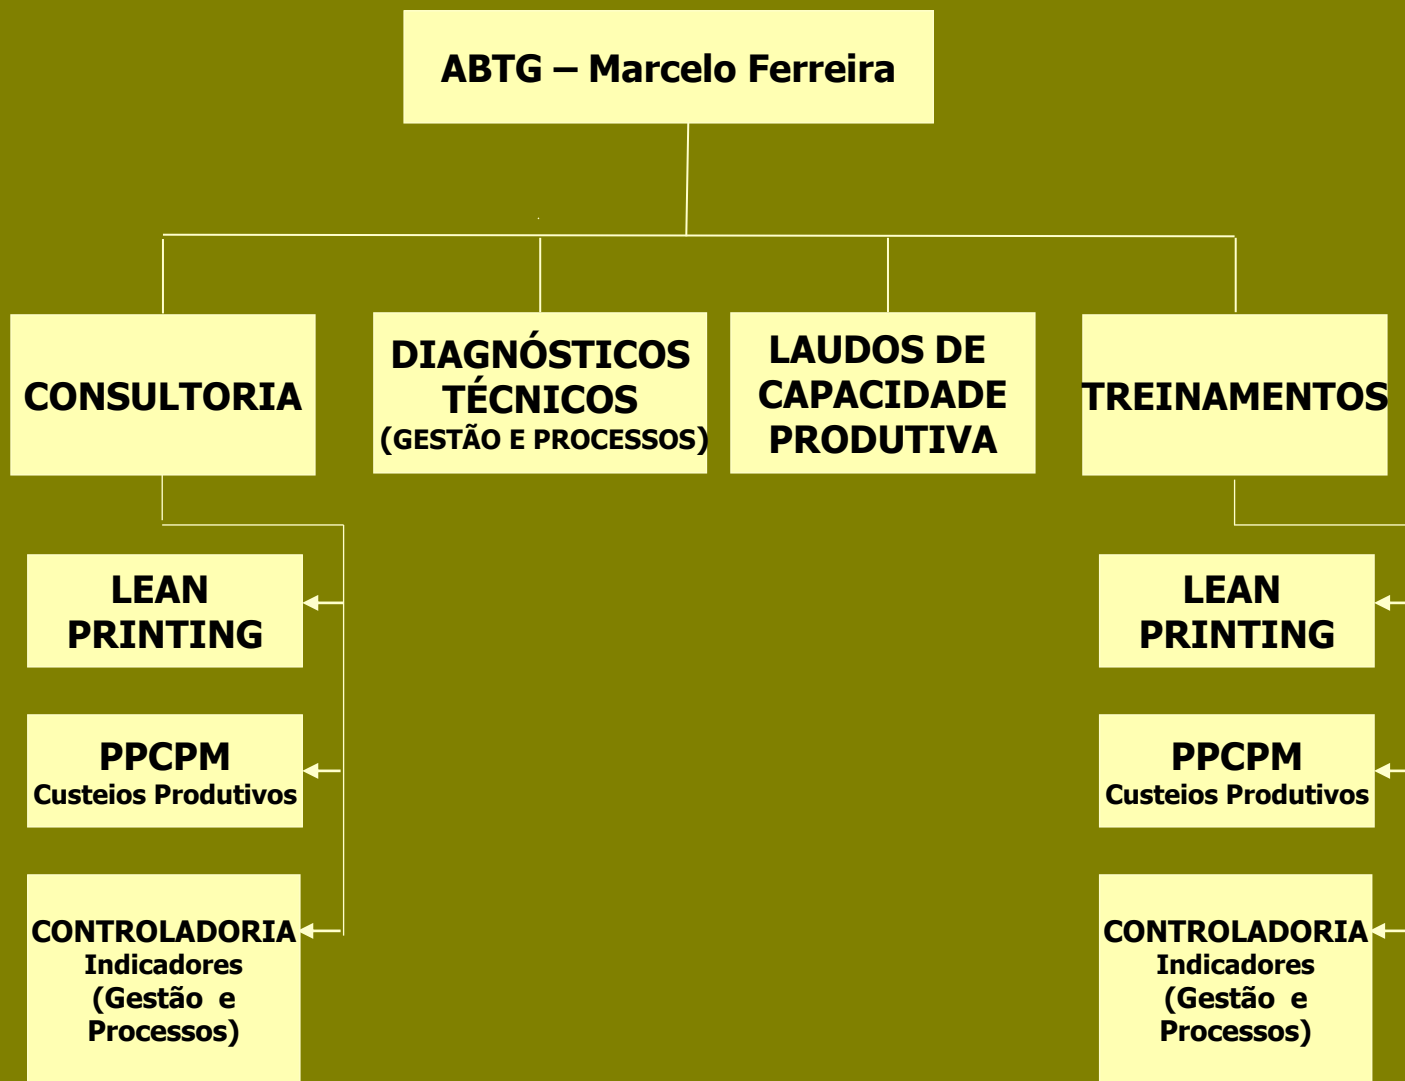 ABTG – Marcelo Ferreira
CONSULTORIA
DIAGNÓSTICOS
TÉCNICOS
(GESTÃO E PROCESSOS)
LAUDOS DE
CAPACIDADE
PRODUTIVA
TREINAMENTOS
LEAN
PRINTING
PPCPM
Custeios Produtivos
CONTROLADORIA
Indicadores
(Gestão e
Processos)
LEAN
PRINTING
PPCPM
Custeios Produtivos
CONTROLADORIA
Indicadores
(Gestão e
Processos)